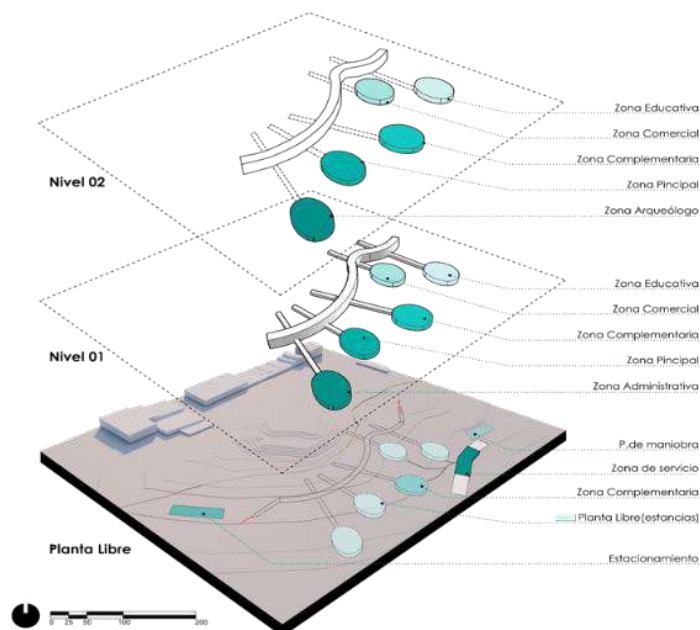 Zona Educativa
Zona Comercial
Zona Complementaria
Zona Pincipal
Zona Arqueólogo
Nivel 02
Zona Educativa
Zona Comercial
Zona Complementaria
Zona Pincipal
Zona Administrativa
Nivel 01
P.de maniobra
Zona de servicio
Zona Complementaria
Planta Libre(estancias)
Estacionamiento
Planta Libre
0 25 50 100 200